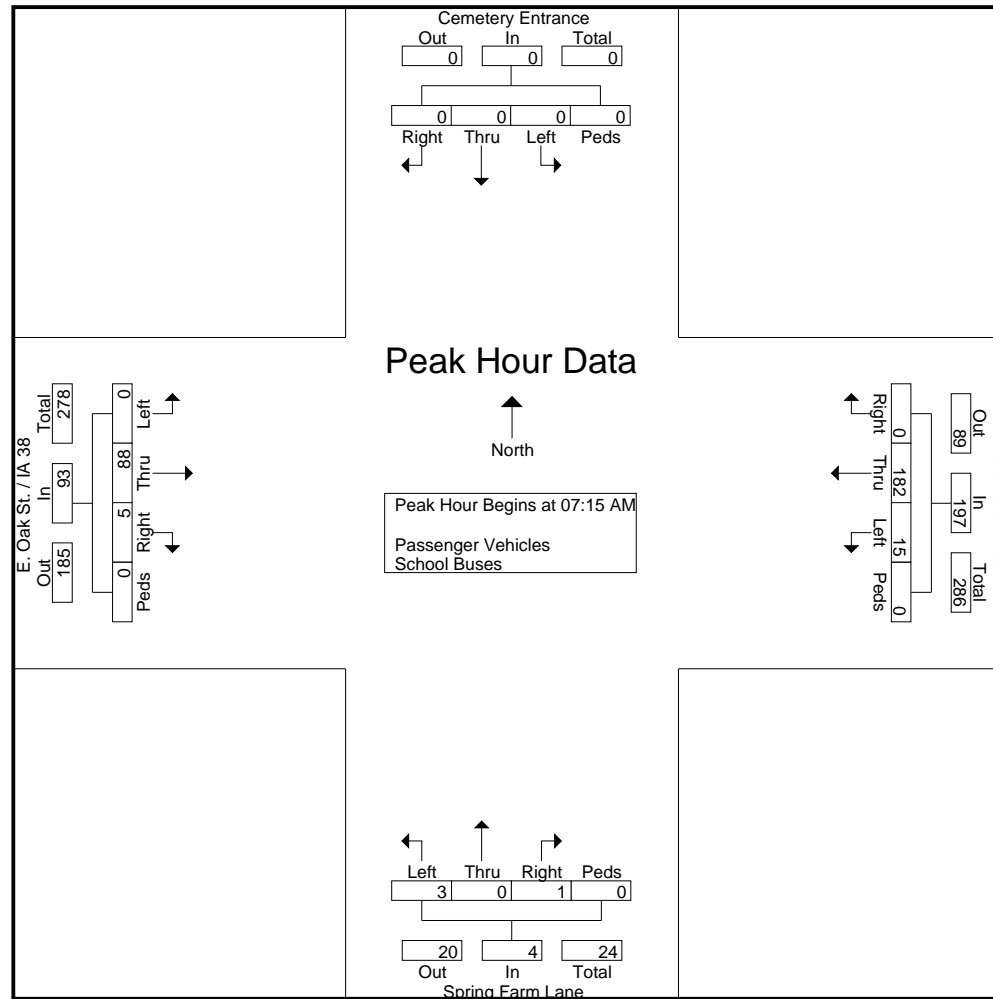 Cemetery Entrance
Out In Total
0 0 0
0 0 0 0
Right Thru Left Peds
Peak Hour Data
North
Peak Hour Begins at 07:15 AM
Passenger Vehicles
School Buses
E. Oak St. / IA 38
Out In Total
185 93 278
Peds Right Thru Left
0 5 88 0
Right Thru Left Peds
0 182 15 0
Out In Total
89 197 286
Left Thru Right Peds
3 0 1 0
20 4 24
Out In Total
Spring Farm Lane